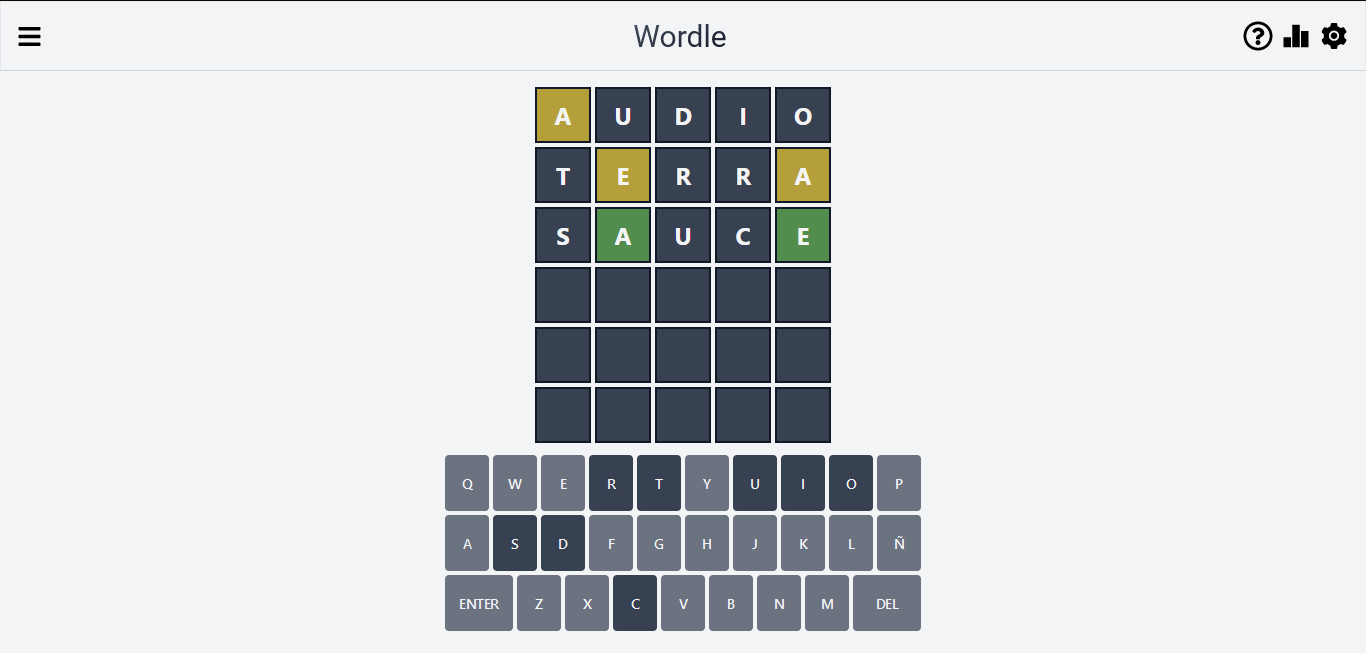 Wordle
A U D I O
T E R R A
S A U C E
Q W E R T Y U I O P
A S D F G H J K L Ñ
ENTER Z X C V B N M DEL